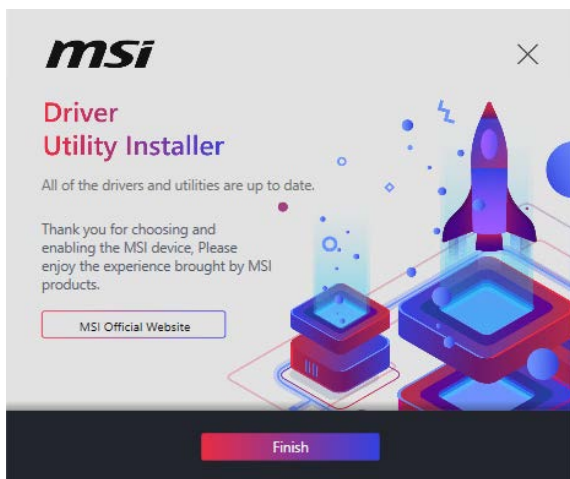 msi
Driver
Utility Installer
All of the drivers and utilities are up to date.
Thank you for choosing and
enabling the MSI device, Please
enjoy the experience brought by MSI
products.
MSI Official Website
Finish